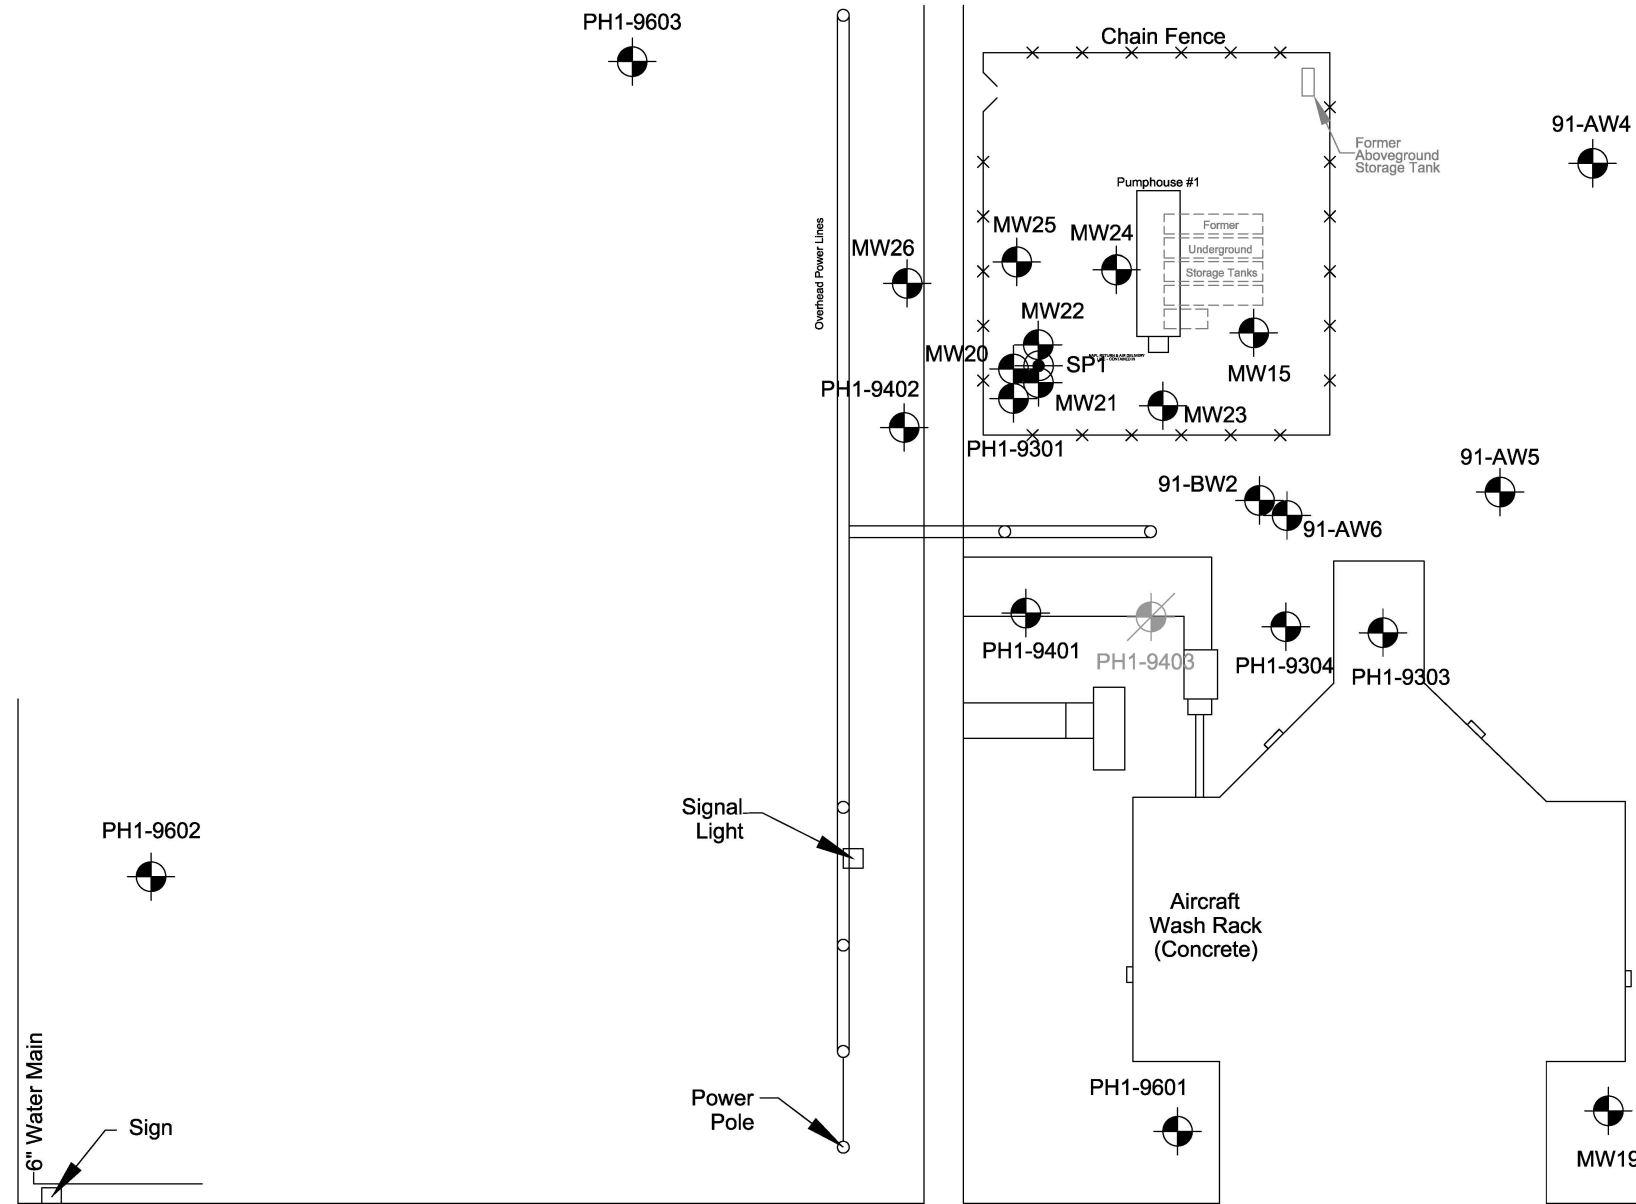 PH1-9603
Chain Fence
91-AW4
Former
Aboveground
Storage Tank
Pumphouse #1
Overhead Power Lines
MW25
MW24
Former
Underground
Storage Tanks
MW26
MW22
MW20
SP1
MW15
PH1-9402
MW21
MW23
PH1-9301
91-AW5
91-BW2
91-AW6
PH1-9401
PH1-9403
PH1-9304
PH1-9303
Signal
Light
PH1-9602
Aircraft
Wash Rack
(Concrete)
6" Water Main
Sign
Power
Pole
PH1-9601
MW19